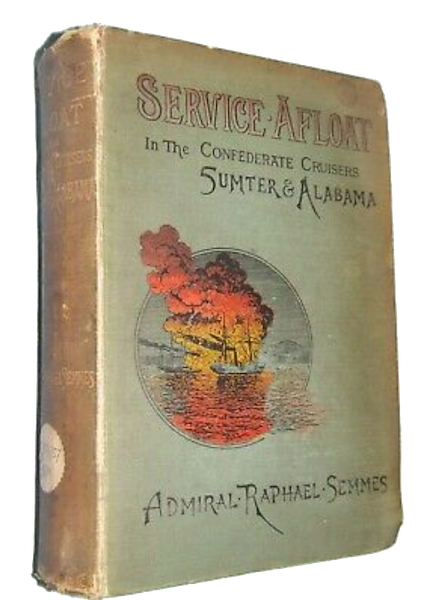 SERVICE·AFLOAT
IN THE CONFEDERATE CRUISERS
SUMTER & ALABAMA
ADMIRAL·RAPHAEL·SEMMES